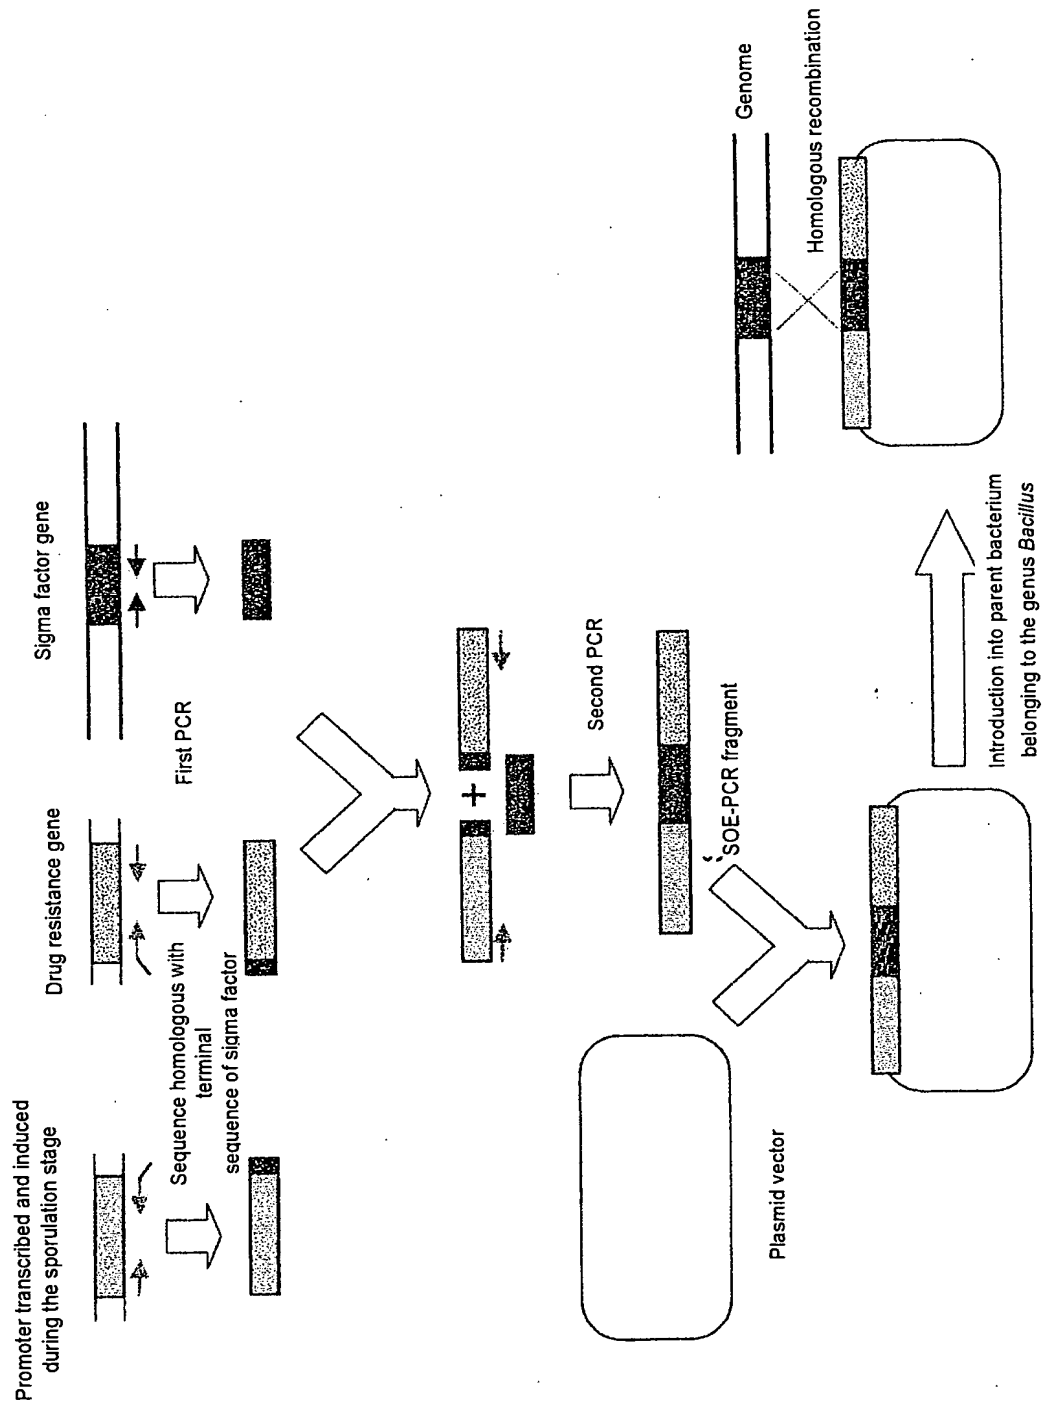 Promoter transcribed and induced
during the sporulation stage
Drug resistance gene
Sigma factor gene
First PCR
Sequence homologous with
terminal
sequence of sigma factor
Second PCR
SOE-PCR fragment
Plasmid vector
Introduction into parent bacterium
belonging to the genus Bacillus
Genome
Homologous recombination